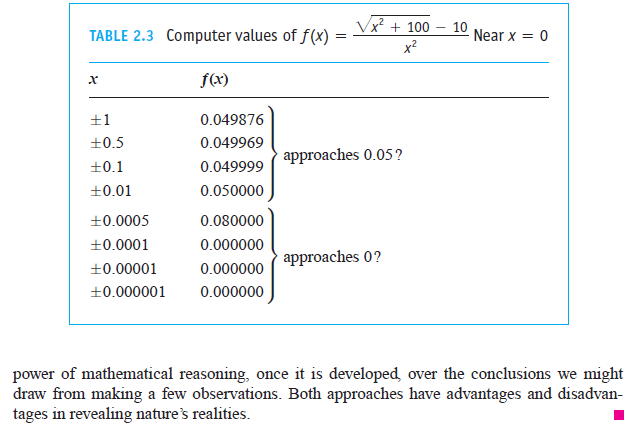 TABLE 2.3 Computer values of f(x) = (√(x² + 100) − 10) / x² Near x = 0
x f(x)
±1 0.049876
±0.5 0.049969
approaches 0.05?
±0.1 0.049999
±0.01 0.050000
±0.0005 0.080000
±0.0001 0.000000
approaches 0?
±0.00001 0.000000
±0.000001 0.000000
power of mathematical reasoning, once it is developed, over the conclusions we might
draw from making a few observations. Both approaches have advantages and disadvan-
tages in revealing nature's realities.